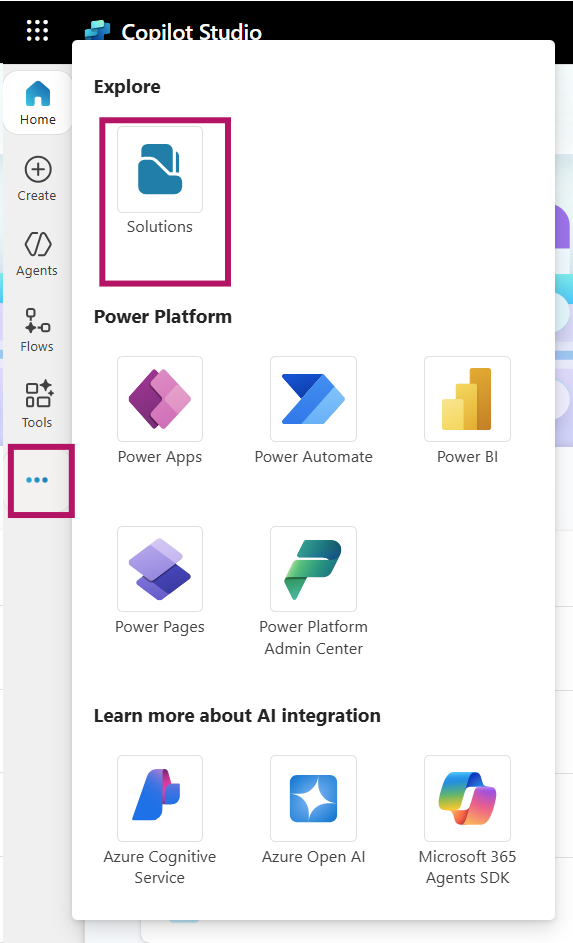 Copilot Studio
Home
Create
Agents
Flows
Tools
Explore
Solutions
Power Platform
Power Apps
Power Automate
Power BI
Power Pages
Power Platform
Admin Center
Learn more about AI integration
Azure Cognitive
Service
Azure Open AI
Microsoft 365
Agents SDK